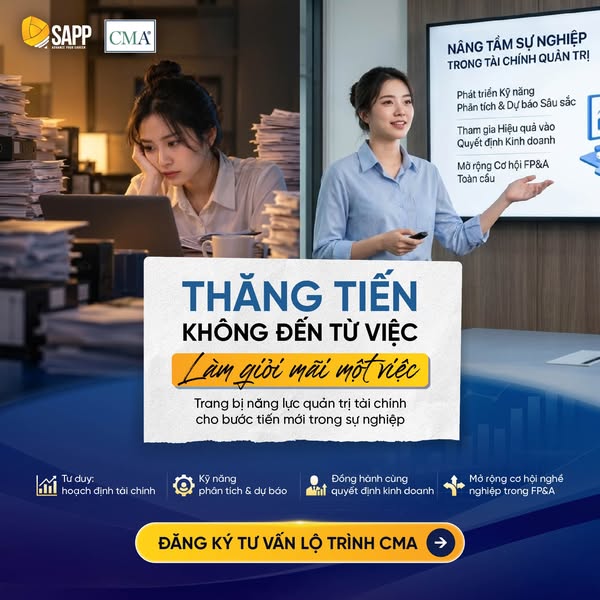 SAPP
ADVANCE YOUR CAREER
CMA®
NÂNG TẦM SỰ NGHIỆP
TRONG TÀI CHÍNH QUẢN TRỊ
Phát triển Kỹ năng
Phân tích & Dự báo Sâu sắc
Tham gia Hiệu quả vào
Quyết định Kinh doanh
Mở rộng Cơ hội FP&A
Toàn cầu
THĂNG TIẾN
KHÔNG ĐẾN TỪ VIỆC
Làm giỏi mãi một việc
Trang bị năng lực quản trị tài chính
cho bước tiến mới trong sự nghiệp
Tư duy:
hoạch định tài chính
Kỹ năng
phân tích & dự báo
Đồng hành cùng
quyết định kinh doanh
Mở rộng cơ hội nghề
nghiệp trong FP&A
ĐĂNG KÝ TƯ VẤN LỘ TRÌNH CMA